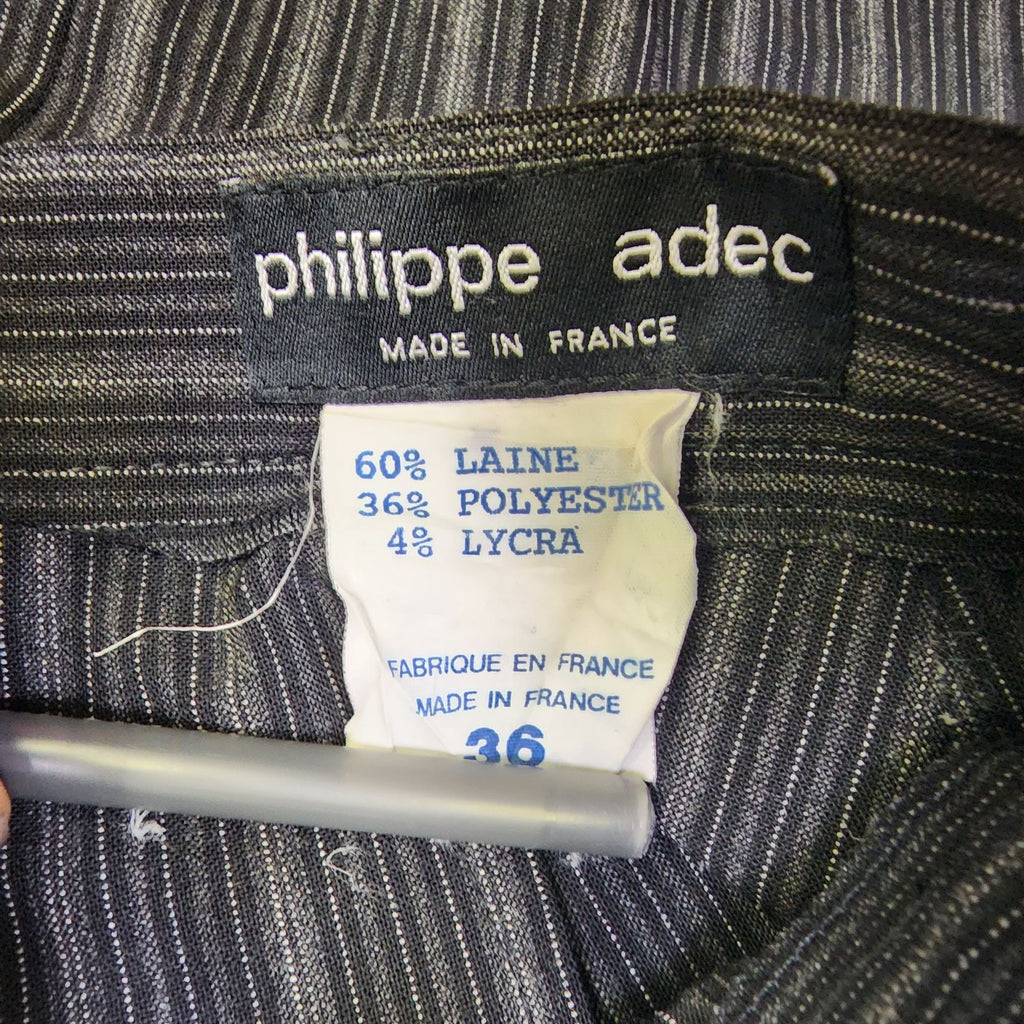 philippe adec
MADE IN FRANCE
60% LAINE
36% POLYESTER
4% LYCRA
FABRIQUE EN FRANCE
MADE IN FRANCE
36